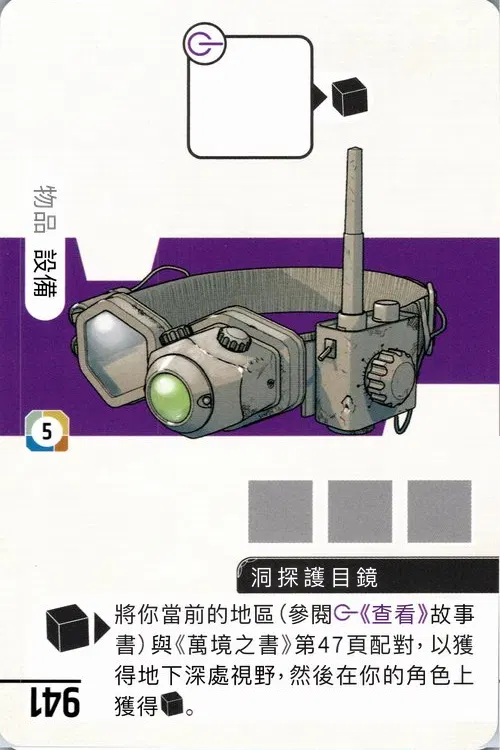 物品 設備
5
洞探護目鏡
將你當前的地區(參閱《查看》故事
書)與《萬境之書》第47頁配對,以獲
得地下深處視野,然後在你的角色上
獲得。
941